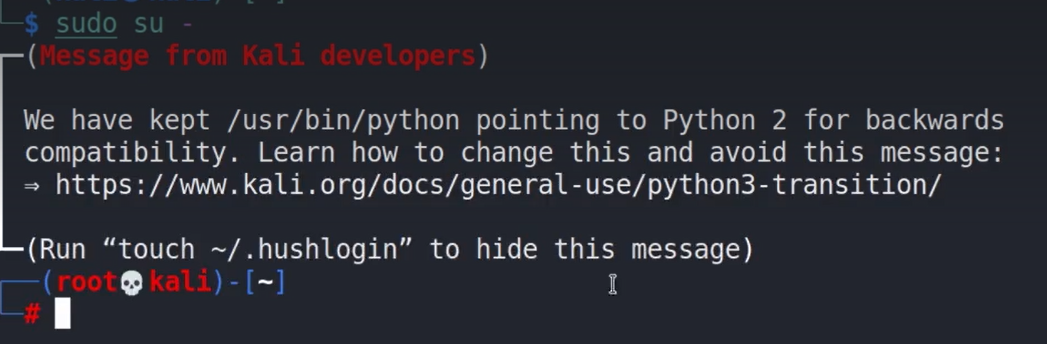 $ sudo su -
(Message from Kali developers)
We have kept /usr/bin/python pointing to Python 2 for backwards
compatibility. Learn how to change this and avoid this message:
⇒ https://www.kali.org/docs/general-use/python3-transition/
(Run “touch ~/.hushlogin” to hide this message)
(root💀kali)-[~]
#